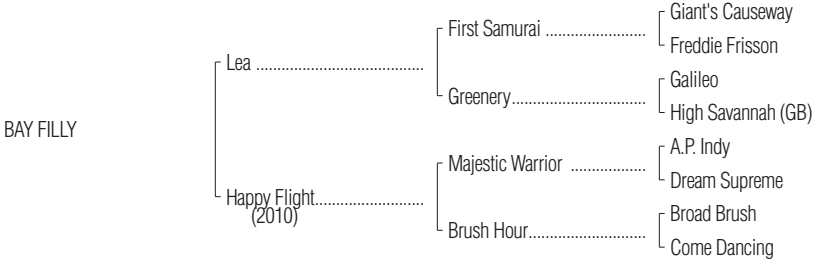 Giant's Causeway
First Samurai ........................
Freddie Frisson
Lea ........................................
Galileo
Greenery................................
High Savannah (GB)
BAY FILLY
A.P. Indy
Majestic Warrior ..................
Dream Supreme
Happy Flight..........................
(2010)
Broad Brush
Brush Hour............................
Come Dancing